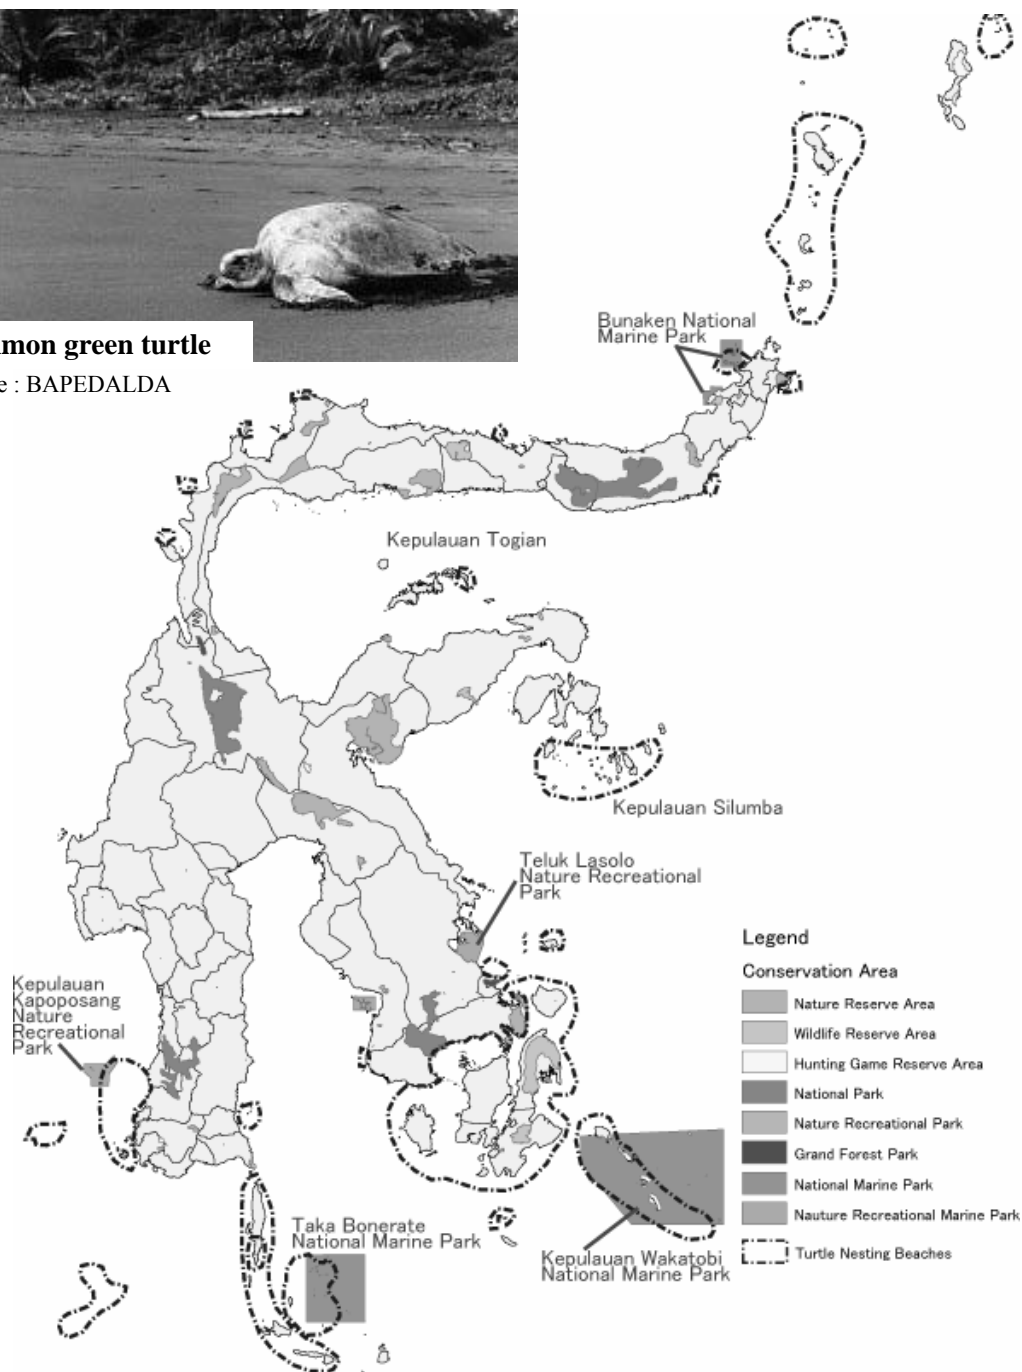 mon green turtle
e : BAPEDALDA
Bunaken National
Marine Park
Kepulauan Togian
Kepulauan Silumba
Teluk Lasolo
Nature Recreational
Park
Kepulauan
Kapoposang
Nature
Recreational
Park
Taka Bonerate
National Marine Park
Kepulauan Wakatobi
National Marine Park
Legend
Conservation Area
Nature Reserve Area
Wildlife Reserve Area
Hunting Game Reserve Area
National Park
Nature Recreational Park
Grand Forest Park
National Marine Park
Nauture Recreational Marine Park
Turtle Nesting Beaches